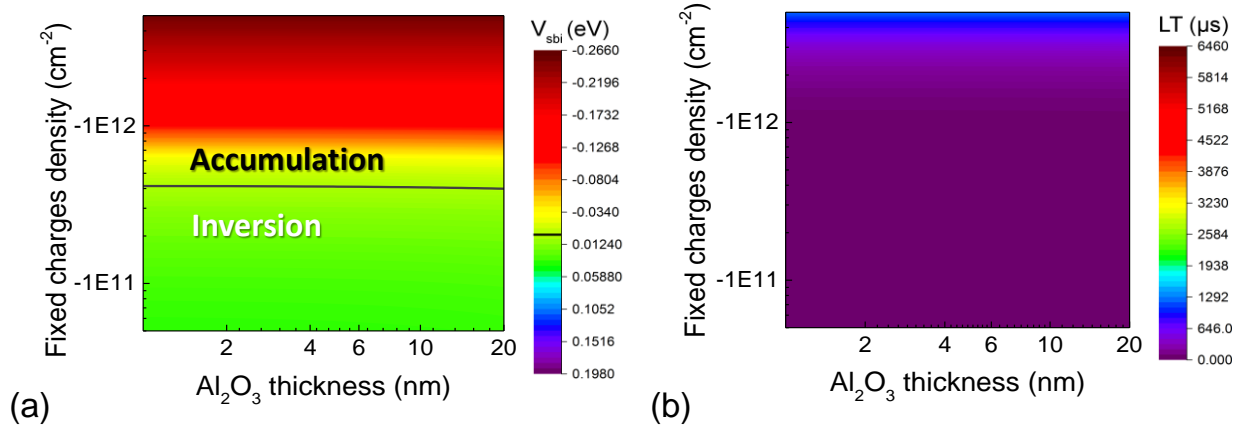 V_sbi (eV)
-0.2660
-0.2196
-0.1732
-0.1268
-0.0804
-0.0340
0.01240
0.05880
0.1052
0.1516
0.1980
Fixed charges density (cm^-2)
-1E12
-1E11
Accumulation
Inversion
2 4 6 10 20
Al₂O₃ thickness (nm)
(a)
LT (µs)
6460
5814
5168
4522
3876
3230
2584
1938
1292
646.0
0.000
Fixed charges density (cm^-2)
-1E12
-1E11
2 4 6 10 20
Al₂O₃ thickness (nm)
(b)